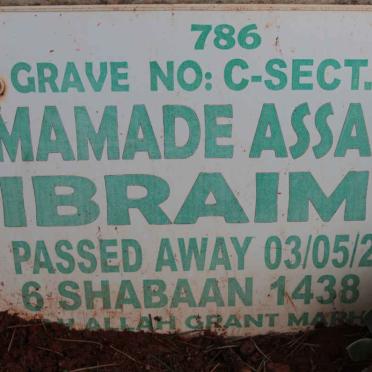 786
GRAVE NO: C-SECT.
MAMADE ASSA
IBRAIM
PASSED AWAY 03/05/2
6 SHABAAN 1438
ALLAH GRANT